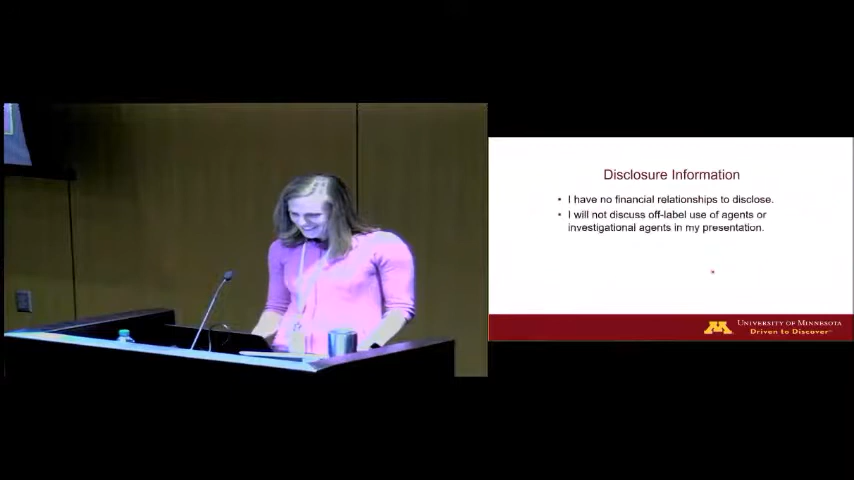 Disclosure Information
• I have no financial relationships to disclose.
• I will not discuss off-label use of agents or
investigational agents in my presentation.
University of Minnesota
Driven to Discover